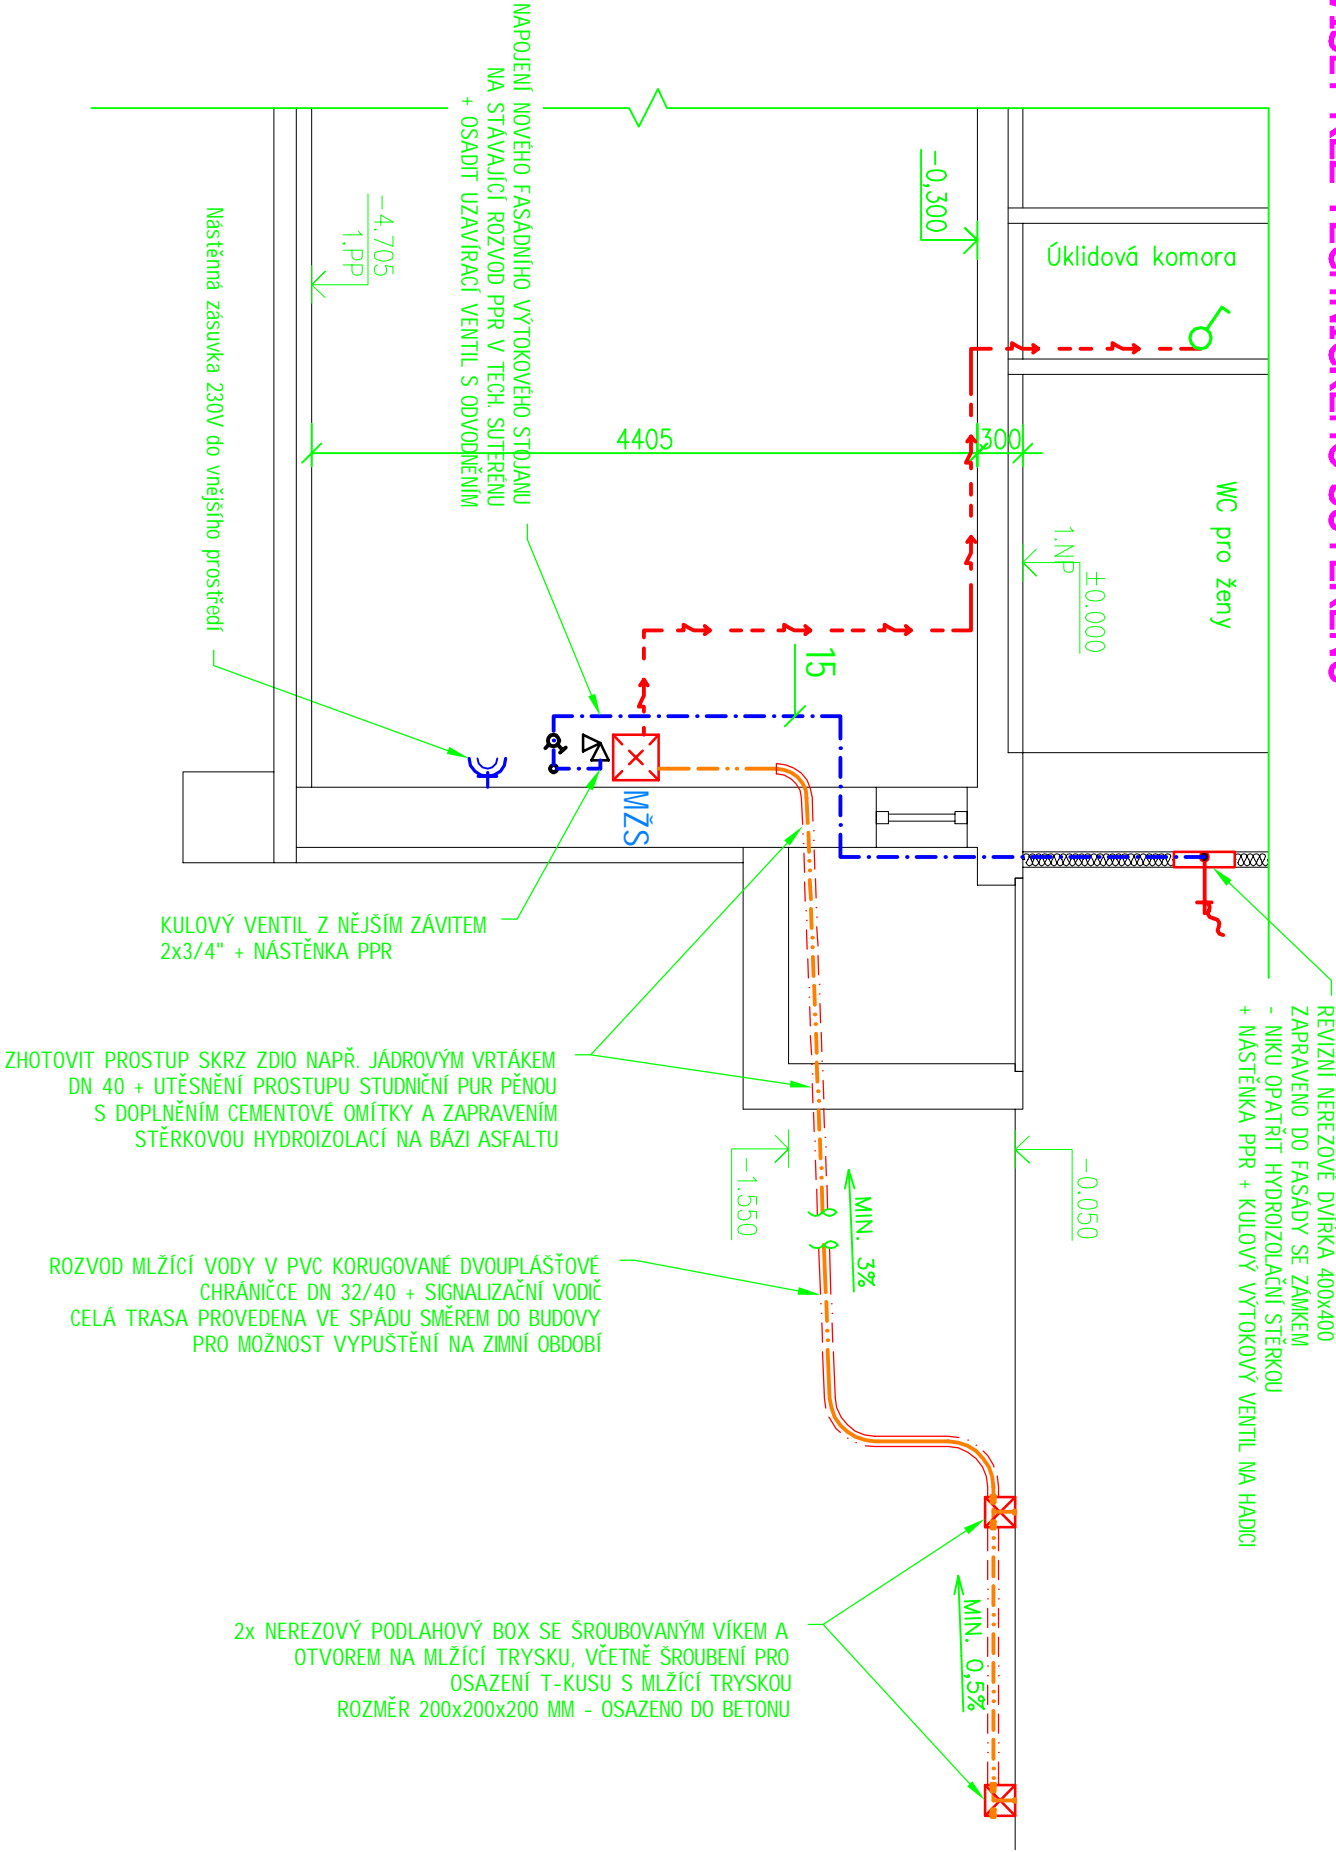 NAPOJENÍ NOVÉHO FASÁDNÍHO VÝTOKOVÉHO STOJANU
NA STÁVAJÍCÍ ROZVOD PPR V TECH. SUTERÉNU
+ OSADIT UZAVÍRACÍ VENTIL S ODVODNĚNÍM
-0,300
Úklidová komora
-4.705
1.PP
Nástěnná zásuvka 230V do vnějšího prostředí
4405
300
WC pro ženy
1.NP
±0.000
15
MŽS
KULOVÝ VENTIL Z NĚJŠÍM ZÁVITEM
2x3/4" + NÁSTĚNKA PPR
REVIZNÍ NEREZOVÉ DVÍŘKA 400x400
ZAPRAVENO DO FASÁDY SE ZÁMKEM
- NIKU OPATŘIT HYDROIZOLAČNÍ STĚRKOU
+ NÁSTĚNKA PPR + KULOVÝ VÝTOKOVÝ VENTIL NA HADICI
ZHOTOVIT PROSTUP SKRZ ZDIO NAPŘ. JÁDROVÝM VRTÁKEM
DN 40 + UTĚSNĚNÍ PROSTUPU STUDNIČNÍ PUR PĚNOU
S DOPLNĚNÍM CEMENTOVÉ OMÍTKY A ZAPRAVENÍM
STĚRKOVOU HYDROIZOLACÍ NA BÁZI ASFALTU
-1.550
-0.050
MIN. 3%
ROZVOD MLŽÍCÍ VODY V PVC KORUGOVANÉ DVOUPLÁŠŤOVÉ
CHRÁNIČCE DN 32/40 + SIGNALIZAČNÍ VODIČ
CELÁ TRASA PROVEDENA VE SPÁDU SMĚREM DO BUDOVY
PRO MOŽNOST VYPUŠTĚNÍ NA ZIMNÍ OBDOBÍ
MIN. 0,5%
2x NEREZOVÝ PODLAHOVÝ BOX SE ŠROUBOVANÝM VÍKEM A
OTVOREM NA MLŽÍCÍ TRYSKU, VČETNĚ ŠROUBENÍ PRO
OSAZENÍ T-KUSU S MLŽÍCÍ TRYSKOU
ROZMĚR 200x200x200 MM - OSAZENO DO BETONU